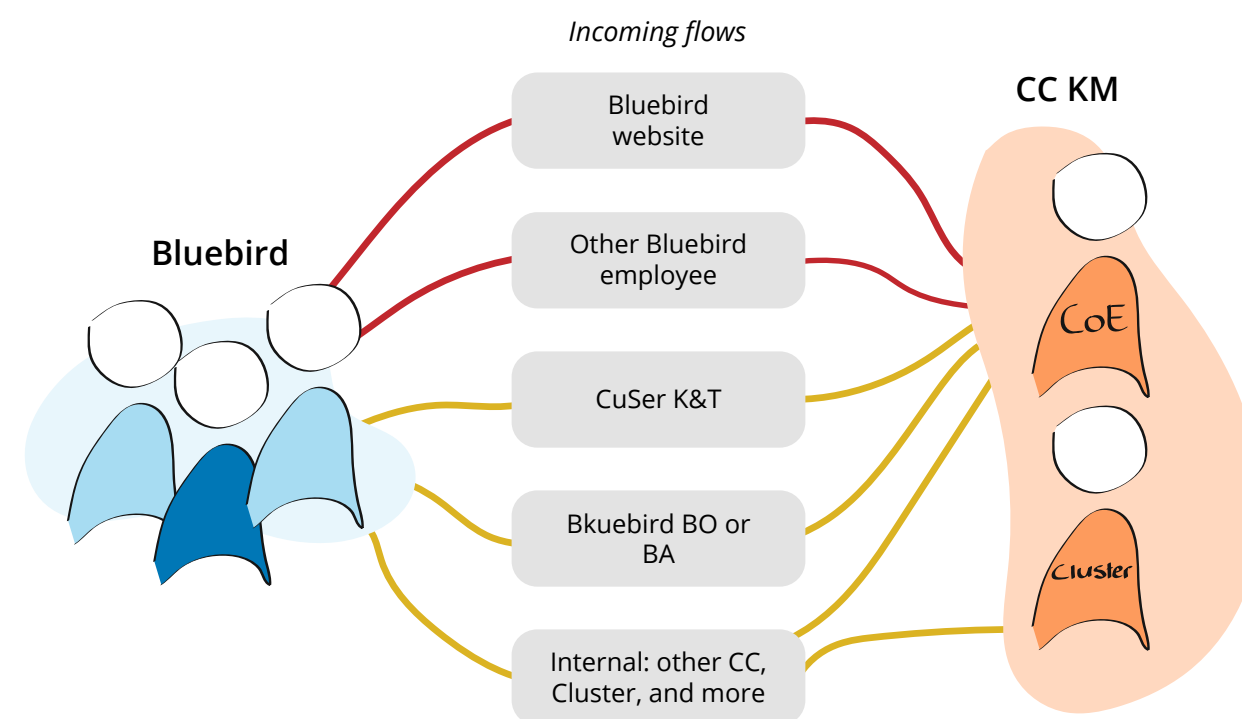 Incoming flows
CC KM
Bluebird
Bluebird
website
Other Bluebird
employee
CuSer K&T
Bkuebird BO or
BA
Internal: other CC,
Cluster, and more
CoE
Cluster